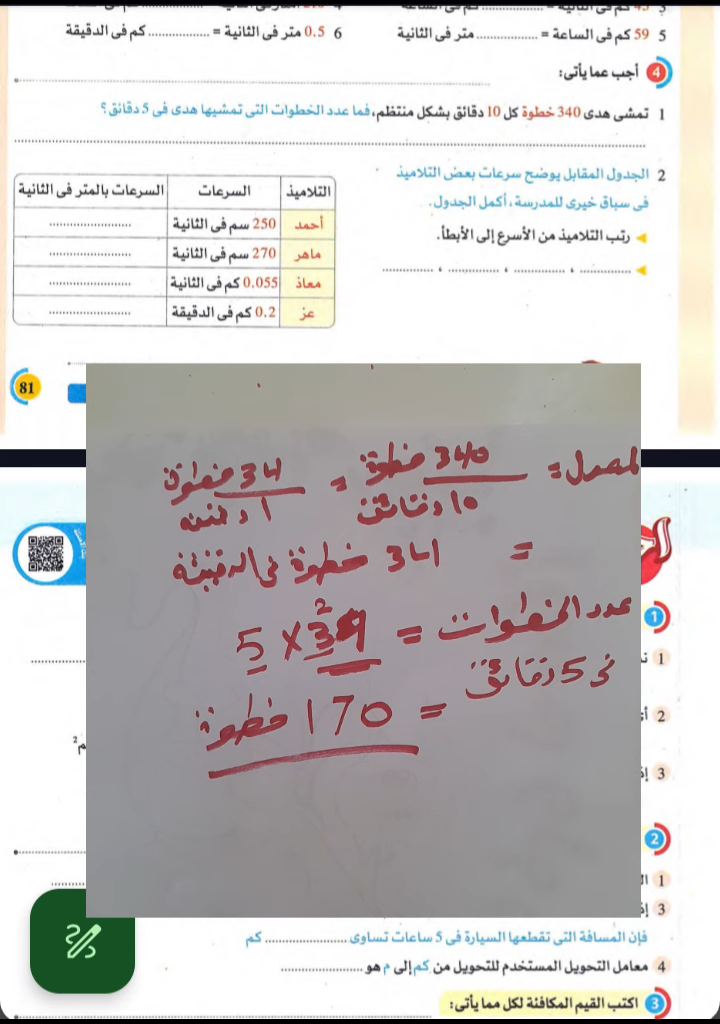 5 59 كم فى الساعة = ............ متر فى الثانية
6 0.5 متر فى الثانية = ............ كم فى الدقيقة
4 أجب عما يأتى:
1 تمشى هدى 340 خطوة كل 10 دقائق بشكل منتظم، فما عدد الخطوات التى تمشيها هدى فى 5 دقائق؟
2 الجدول المقابل يوضح سرعات بعض التلاميذ
فى سباق خيرى للمدرسة، أكمل الجدول.
رتب التلاميذ من الأسرع إلى الأبطأ.
............ ، ............ ، ............ ، ............
التلاميذ السرعات السرعات بالمتر فى الثانية
أحمد 250 سم فى الثانية ............
ماهر 270 سم فى الثانية ............
معاذ 0.055 كم فى الثانية ............
عز 0.2 كم فى الدقيقة ............
81
المعدل = 340 خطوة / 10 دقائق = 34 خطوة / 1 دقيقة
= 34 خطوة فى الدقيقة
عدد الخطوات = 34 × 5
فى 5 دقائق
= 170 خطوة
1
1
2
3
2
1
3
فإن المسافة التى تقطعها السيارة فى 5 ساعات تساوى ............ كم
4 معامل التحويل المستخدم للتحويل من كم إلى م هو ............
3 اكتب القيم المكافئة لكل مما يأتى: